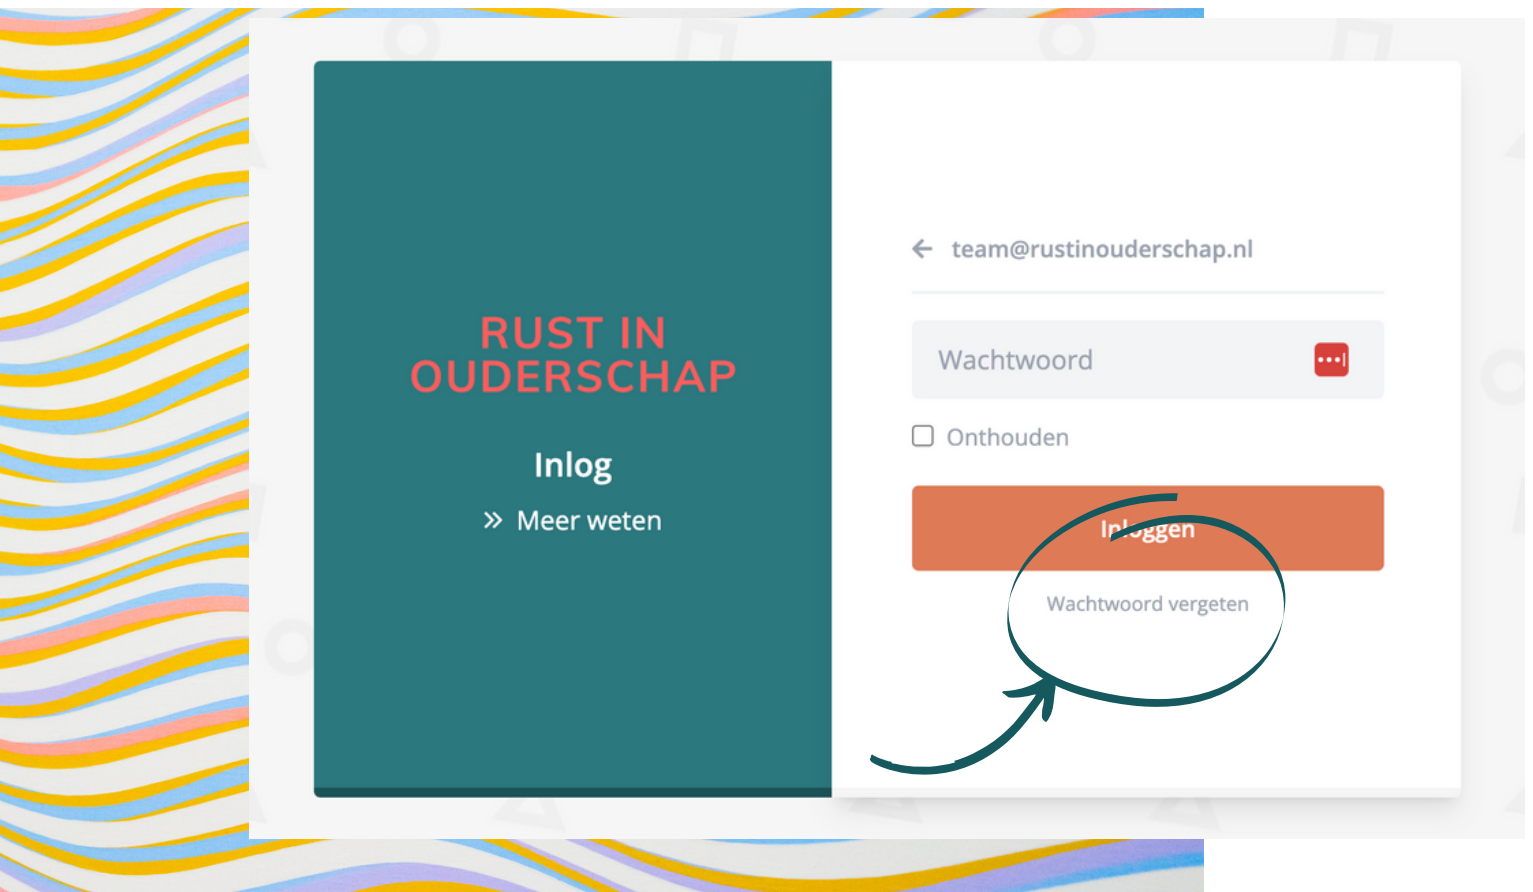 RUST IN
OUDERSCHAP
Inlog
» Meer weten
← team@rustinouderschap.nl
Wachtwoord
Onthouden
Inloggen
Wachtwoord vergeten